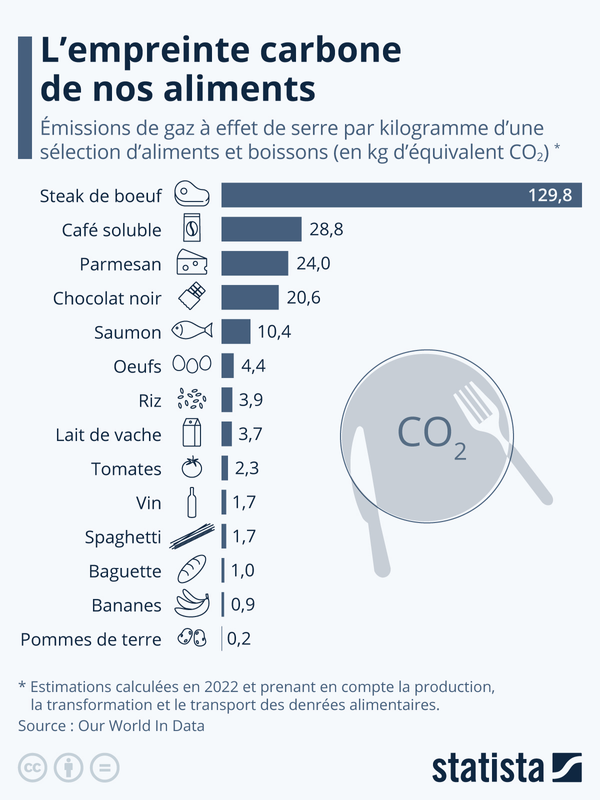 L’empreinte carbone
de nos aliments
Émissions de gaz à effet de serre par kilogramme d’une
sélection d’aliments et boissons (en kg d’équivalent CO₂) *
Steak de boeuf 129,8
Café soluble 28,8
Parmesan 24,0
Chocolat noir 20,6
Saumon 10,4
Oeufs 4,4
Riz 3,9
Lait de vache 3,7
Tomates 2,3
Vin 1,7
Spaghetti 1,7
Baguette 1,0
Bananes 0,9
Pommes de terre 0,2
CO₂
* Estimations calculées en 2022 et prenant en compte la production,
la transformation et le transport des denrées alimentaires.
Source : Our World In Data
cc
statista